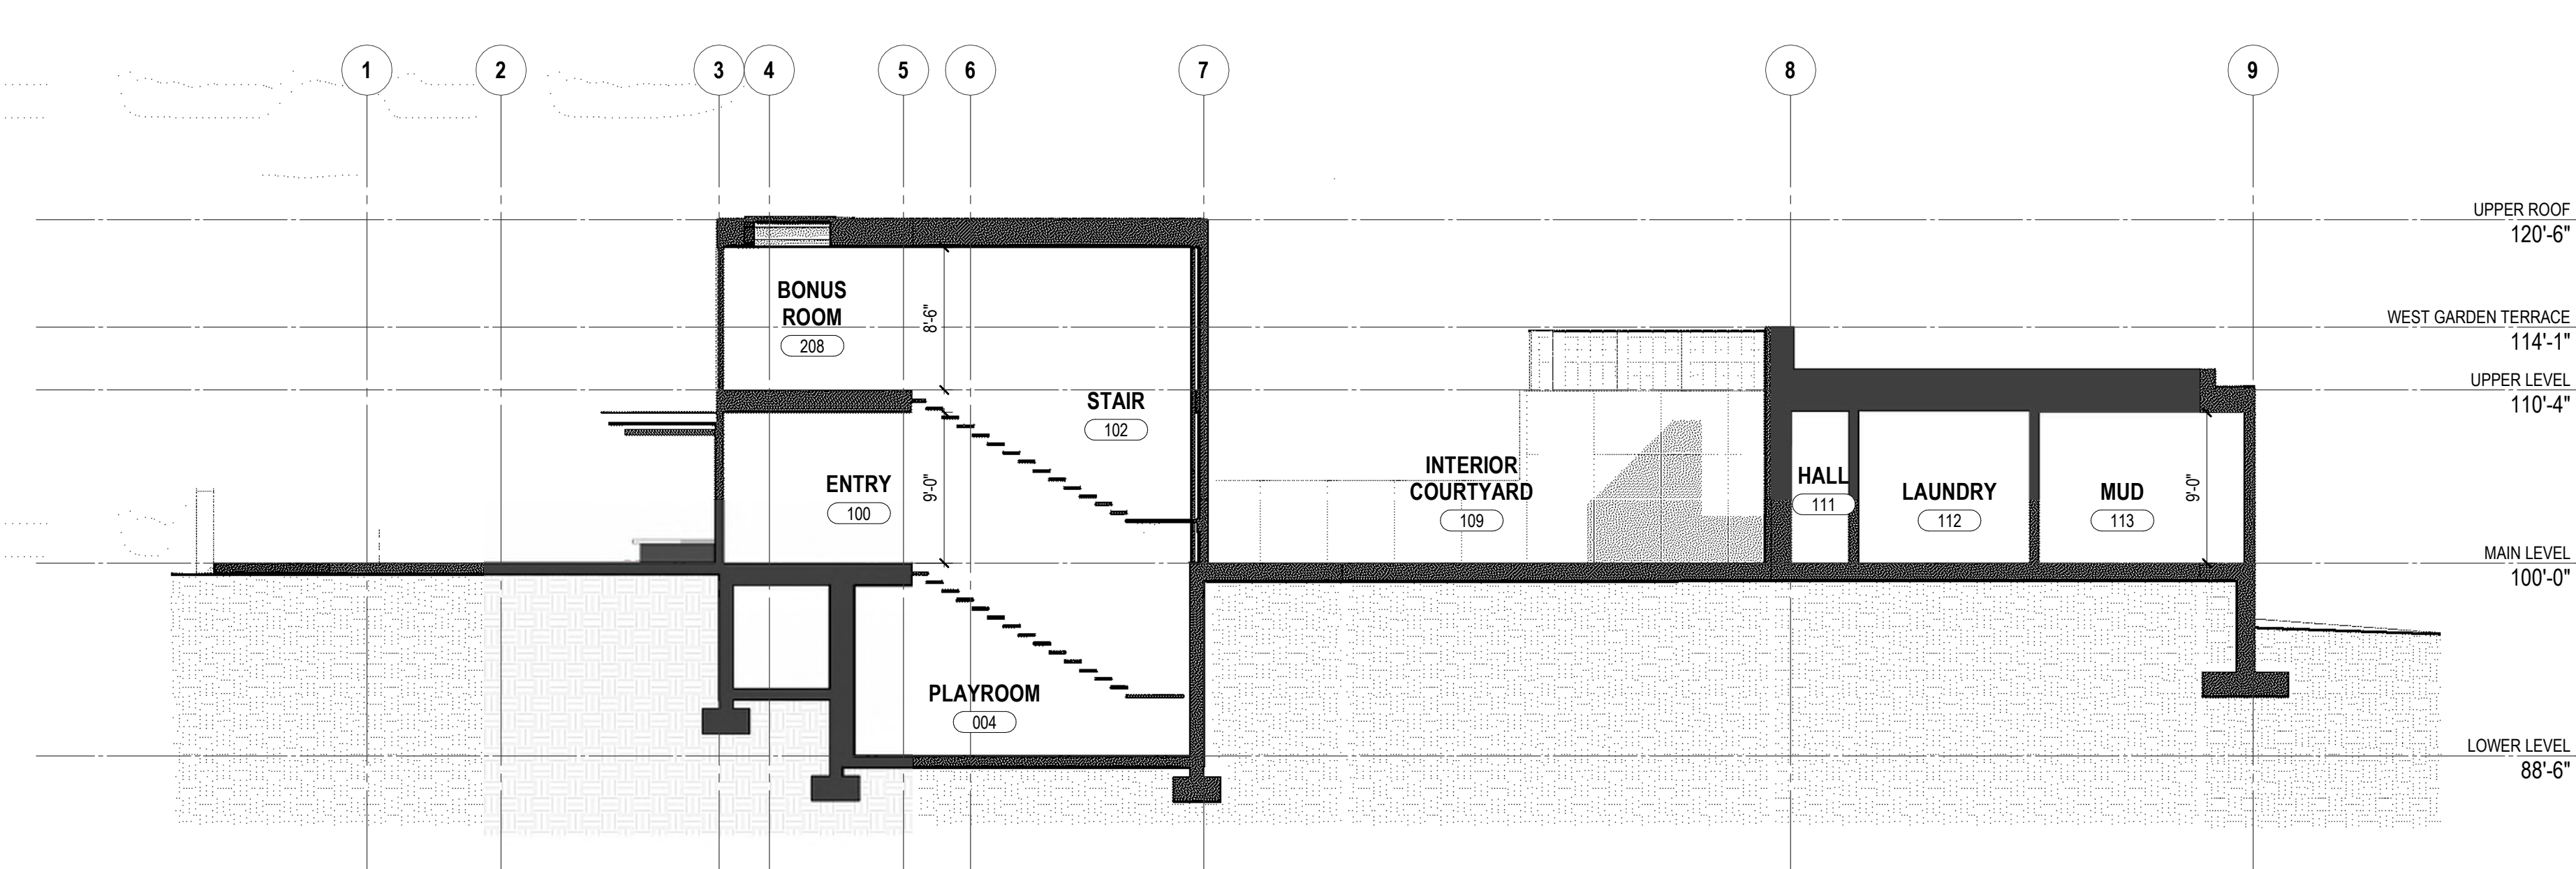 1
2
3
4
5
6
7
8
9
UPPER ROOF
120'-6"
BONUS
ROOM
208
8'-6"
WEST GARDEN TERRACE
114'-1"
UPPER LEVEL
110'-4"
STAIR
102
ENTRY
100
9'-0"
INTERIOR
COURTYARD
109
HALL
111
LAUNDRY
112
MUD
113
9'-0"
MAIN LEVEL
100'-0"
PLAYROOM
004
LOWER LEVEL
88'-6"